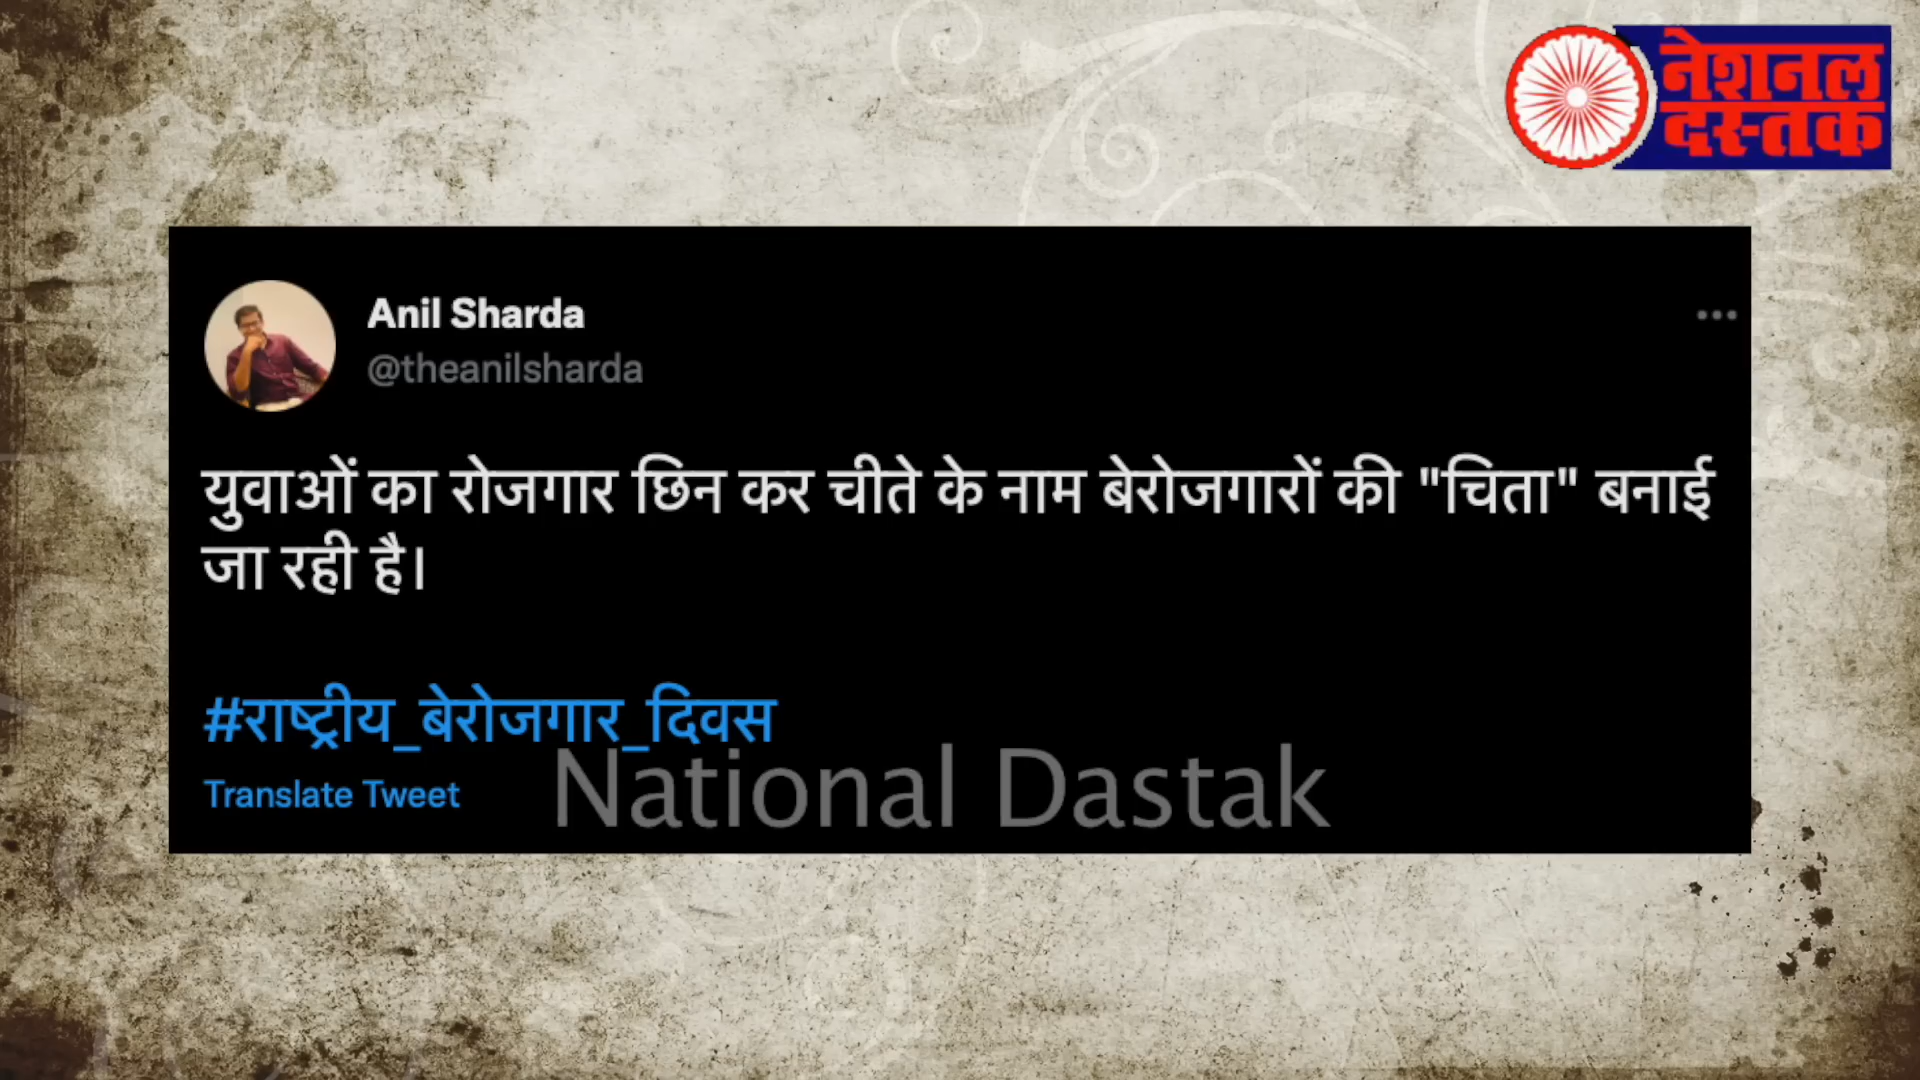 नेशनल
दस्तक
Anil Sharda
@theanilsharda
युवाओं का रोजगार छिन कर चीते के नाम बेरोजगारों की "चिता" बनाई
जा रही है।
#राष्ट्रीय_बेरोजगार_दिवस
Translate Tweet
National Dastak